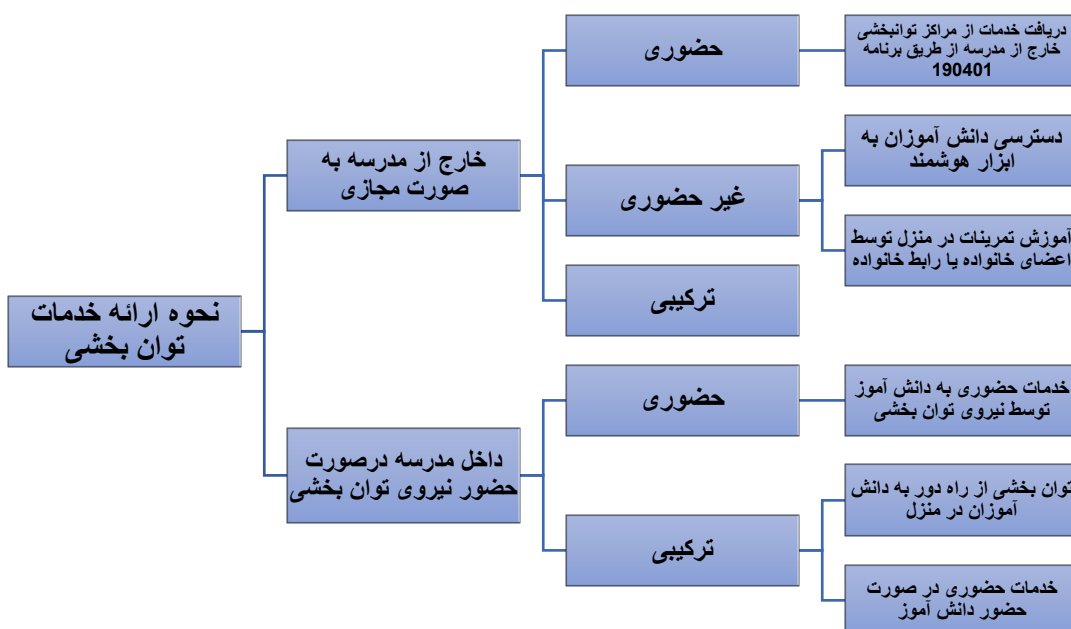 نحوه ارائه خدمات
توان بخشی
خارج از مدرسه به
صورت مجازی
حضوری
دریافت خدمات از مراکز توانبخشی
خارج از مدرسه از طریق برنامه
190401
غیر حضوری
دسترسی دانش آموزان به
ابزار هوشمند
آموزش تمرینات در منزل توسط
اعضای خانواده یا رابط خانواده
ترکیبی
داخل مدرسه درصورت
حضور نیروی توان بخشی
حضوری
خدمات حضوری به دانش آموز
توسط نیروی توان بخشی
ترکیبی
توان بخشی از راه دور به دانش
آموزان در منزل
خدمات حضوری در صورت
حضور دانش آموز